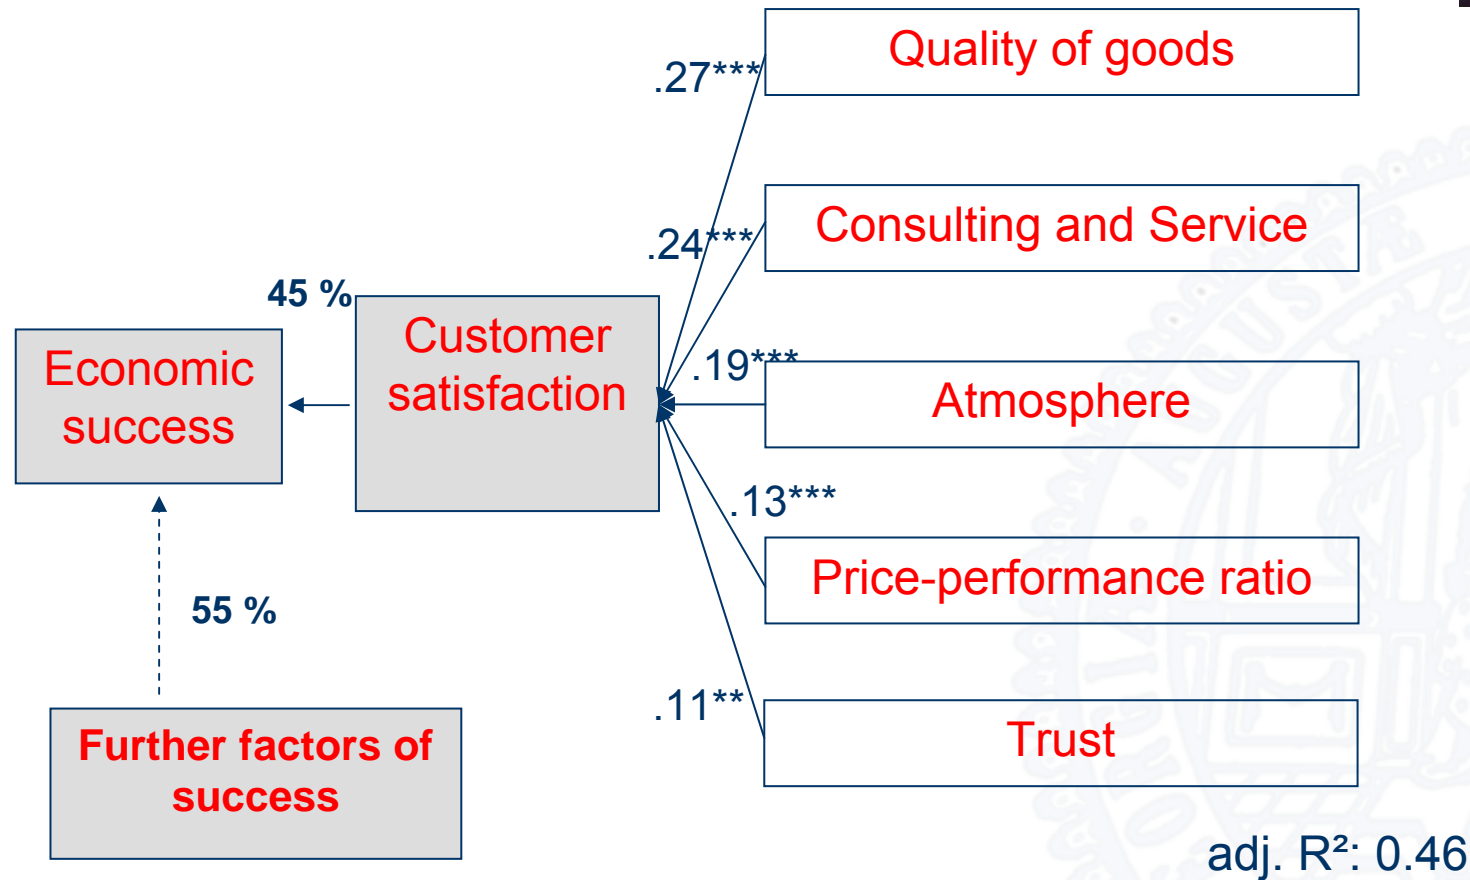 Quality of goods
.27***
Consulting and Service
.24***
45 %
Customer
satisfaction
Economic
success
.19***
Atmosphere
.13***
Price-performance ratio
55 %
.11**
Trust
Further factors of
success
adj. R²: 0.46